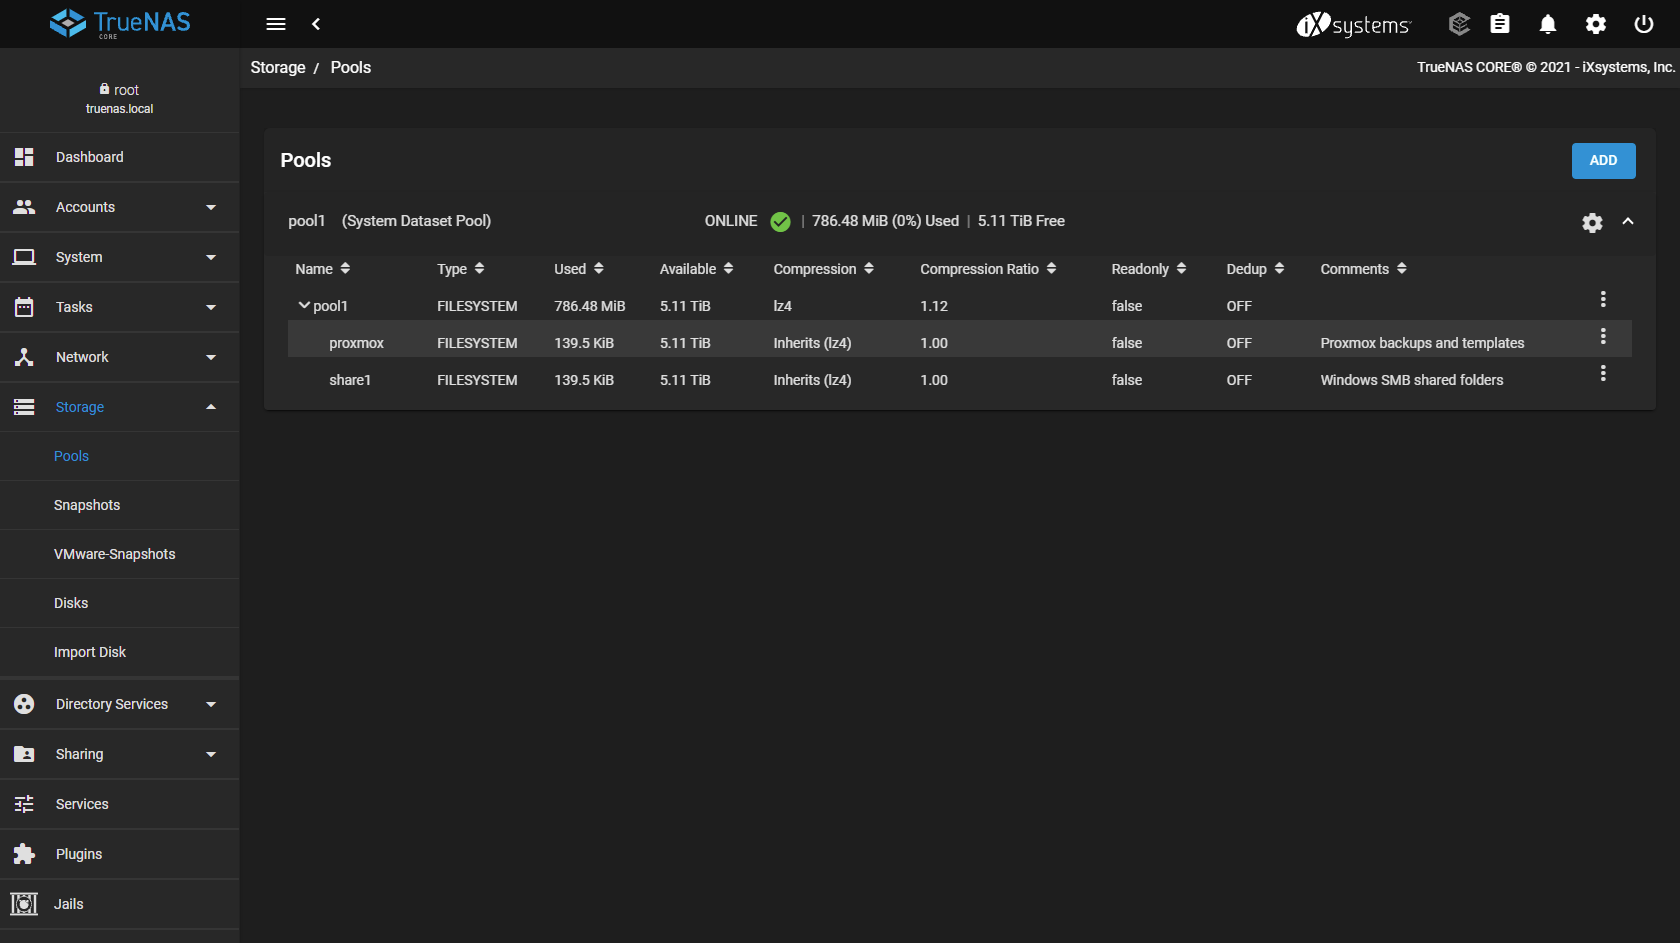 TrueNAS
CORE
iXsystems
Storage / Pools
TrueNAS CORE® © 2021 - iXsystems, Inc.
root
truenas.local
Dashboard
Accounts
System
Tasks
Network
Storage
Pools
Snapshots
VMware-Snapshots
Disks
Import Disk
Directory Services
Sharing
Services
Plugins
Jails
Pools
ADD
pool1 (System Dataset Pool) ONLINE | 786.48 MiB (0%) Used | 5.11 TiB Free
Name Type Used Available Compression Compression Ratio Readonly Dedup Comments
pool1 FILESYSTEM 786.48 MiB 5.11 TiB lz4 1.12 false OFF
proxmox FILESYSTEM 139.5 KiB 5.11 TiB Inherits (lz4) 1.00 false OFF Proxmox backups and templates
share1 FILESYSTEM 139.5 KiB 5.11 TiB Inherits (lz4) 1.00 false OFF Windows SMB shared folders